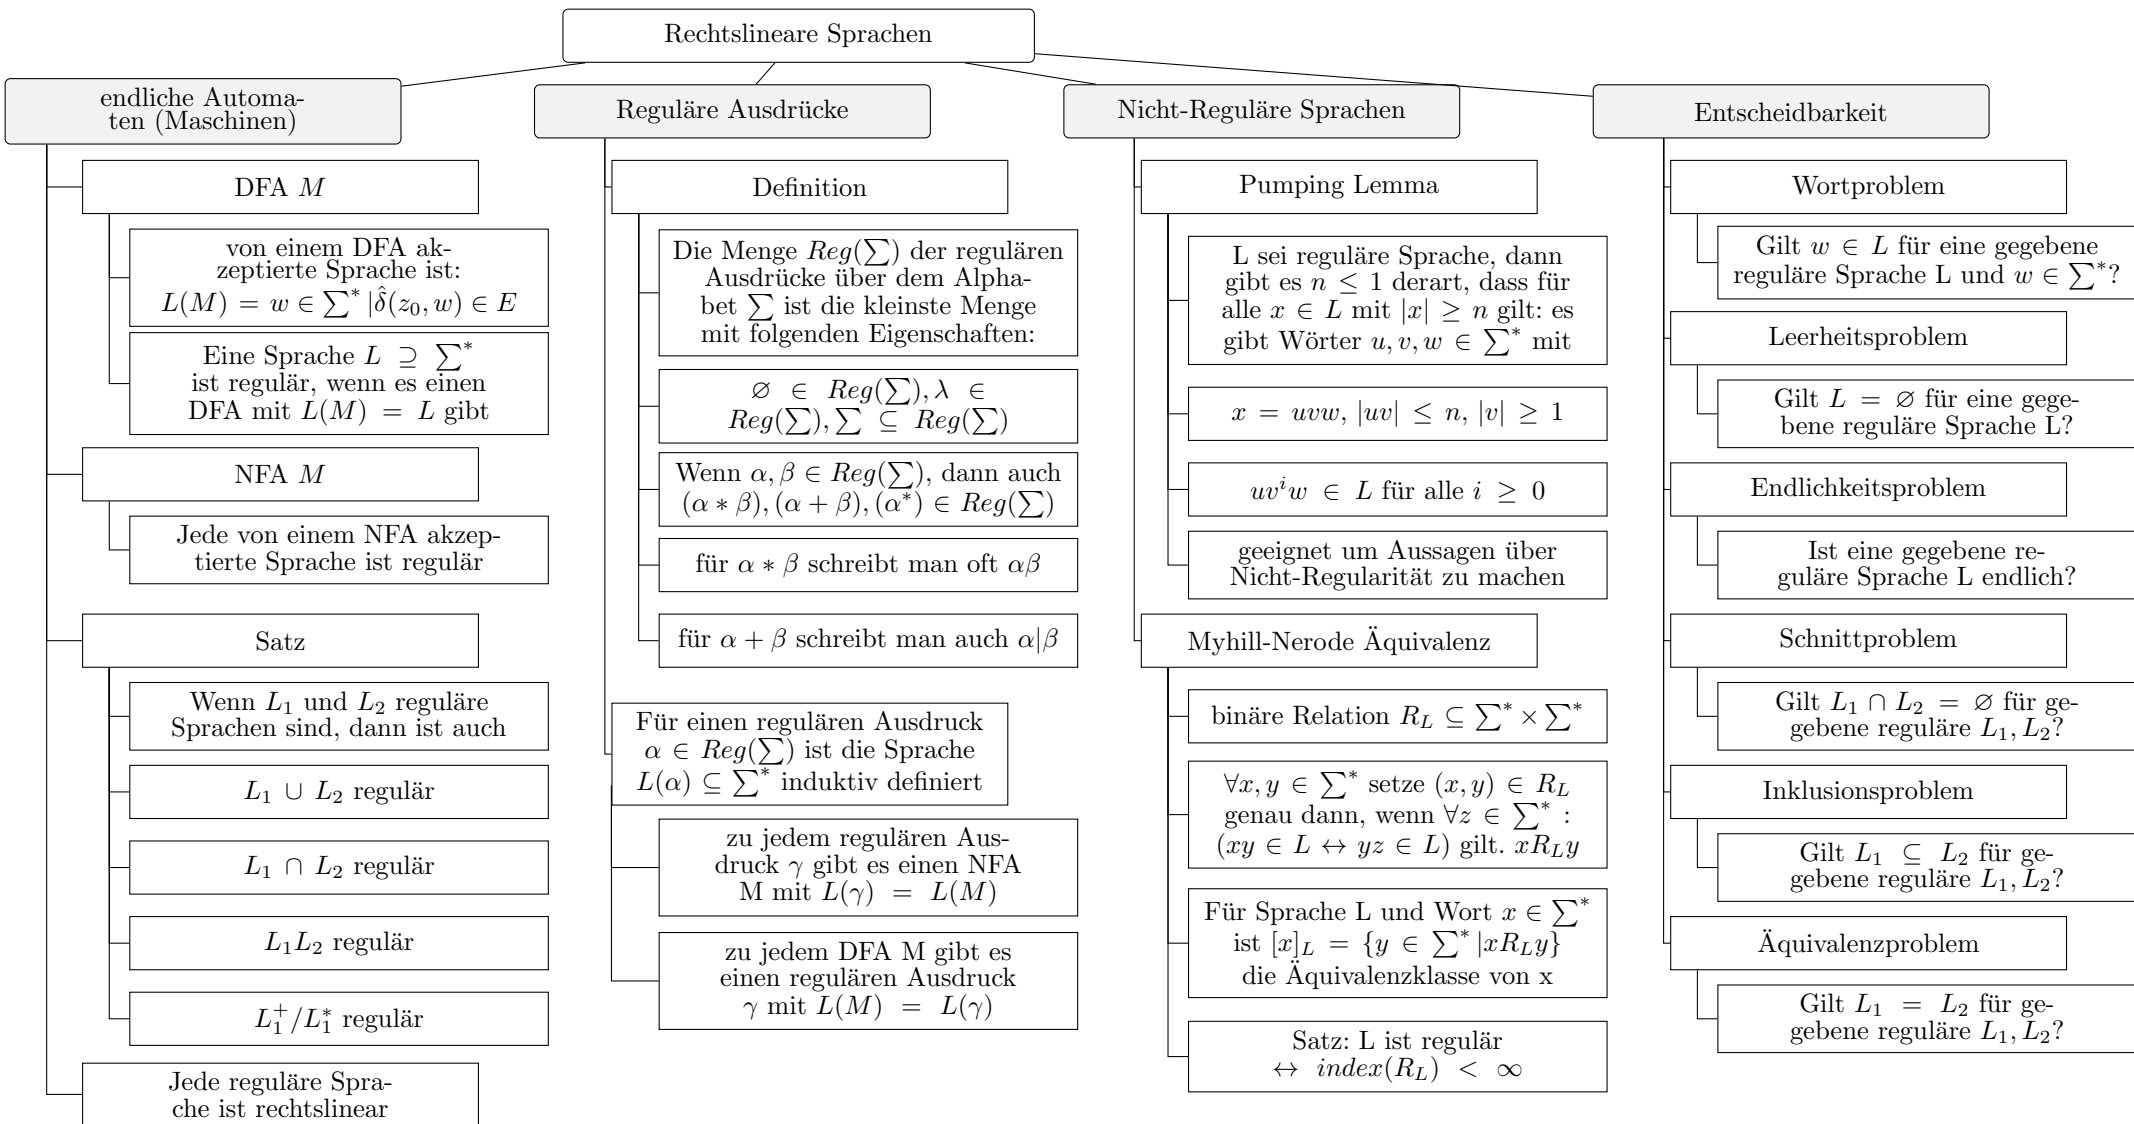 Rechtslineare Sprachen
endliche Automa-
ten (Maschinen)
DFA M
von einem DFA ak-
zeptierte Sprache ist:
L(M) = w ∈ ∑* |δ̂(z₀, w) ∈ E
Eine Sprache L ⊇ ∑*
ist regulär, wenn es einen
DFA mit L(M) = L gibt
NFA M
Jede von einem NFA akzep-
tierte Sprache ist regulär
Satz
Wenn L₁ und L₂ reguläre
Sprachen sind, dann ist auch
L₁ ∪ L₂ regulär
L₁ ∩ L₂ regulär
L₁L₂ regulär
L₁⁺/L₁* regulär
Jede reguläre Spra-
che ist rechtslinear
Reguläre Ausdrücke
Definition
Die Menge Reg(∑) der regulären
Ausdrücke über dem Alpha-
bet ∑ ist die kleinste Menge
mit folgenden Eigenschaften:
∅ ∈ Reg(∑), λ ∈
Reg(∑), ∑ ⊆ Reg(∑)
Wenn α, β ∈ Reg(∑), dann auch
(α ∗ β), (α + β), (α*) ∈ Reg(∑)
für α ∗ β schreibt man oft αβ
für α + β schreibt man auch α|β
Für einen regulären Ausdruck
α ∈ Reg(∑) ist die Sprache
L(α) ⊆ ∑* induktiv definiert
zu jedem regulären Aus-
druck γ gibt es einen NFA
M mit L(γ) = L(M)
zu jedem DFA M gibt es
einen regulären Ausdruck
γ mit L(M) = L(γ)
Nicht-Reguläre Sprachen
Pumping Lemma
L sei reguläre Sprache, dann
gibt es n ≤ 1 derart, dass für
alle x ∈ L mit |x| ≥ n gilt: es
gibt Wörter u, v, w ∈ ∑* mit
x = uvw, |uv| ≤ n, |v| ≥ 1
uvⁱw ∈ L für alle i ≥ 0
geeignet um Aussagen über
Nicht-Regularität zu machen
Myhill-Nerode Äquivalenz
binäre Relation R_L ⊆ ∑* × ∑*
∀x, y ∈ ∑* setze (x, y) ∈ R_L
genau dann, wenn ∀z ∈ ∑* :
(xy ∈ L ↔ yz ∈ L) gilt. xR_Ly
Für Sprache L und Wort x ∈ ∑*
ist [x]_L = {y ∈ ∑* |xR_Ly}
die Äquivalenzklasse von x
Satz: L ist regulär
↔ index(R_L) < ∞
Entscheidbarkeit
Wortproblem
Gilt w ∈ L für eine gegebene
reguläre Sprache L und w ∈ ∑*?
Leerheitsproblem
Gilt L = ∅ für eine gege-
bene reguläre Sprache L?
Endlichkeitsproblem
Ist eine gegebene re-
guläre Sprache L endlich?
Schnittproblem
Gilt L₁ ∩ L₂ = ∅ für ge-
gebene reguläre L₁, L₂?
Inklusionsproblem
Gilt L₁ ⊆ L₂ für ge-
gebene reguläre L₁, L₂?
Äquivalenzproblem
Gilt L₁ = L₂ für ge-
gebene reguläre L₁, L₂?